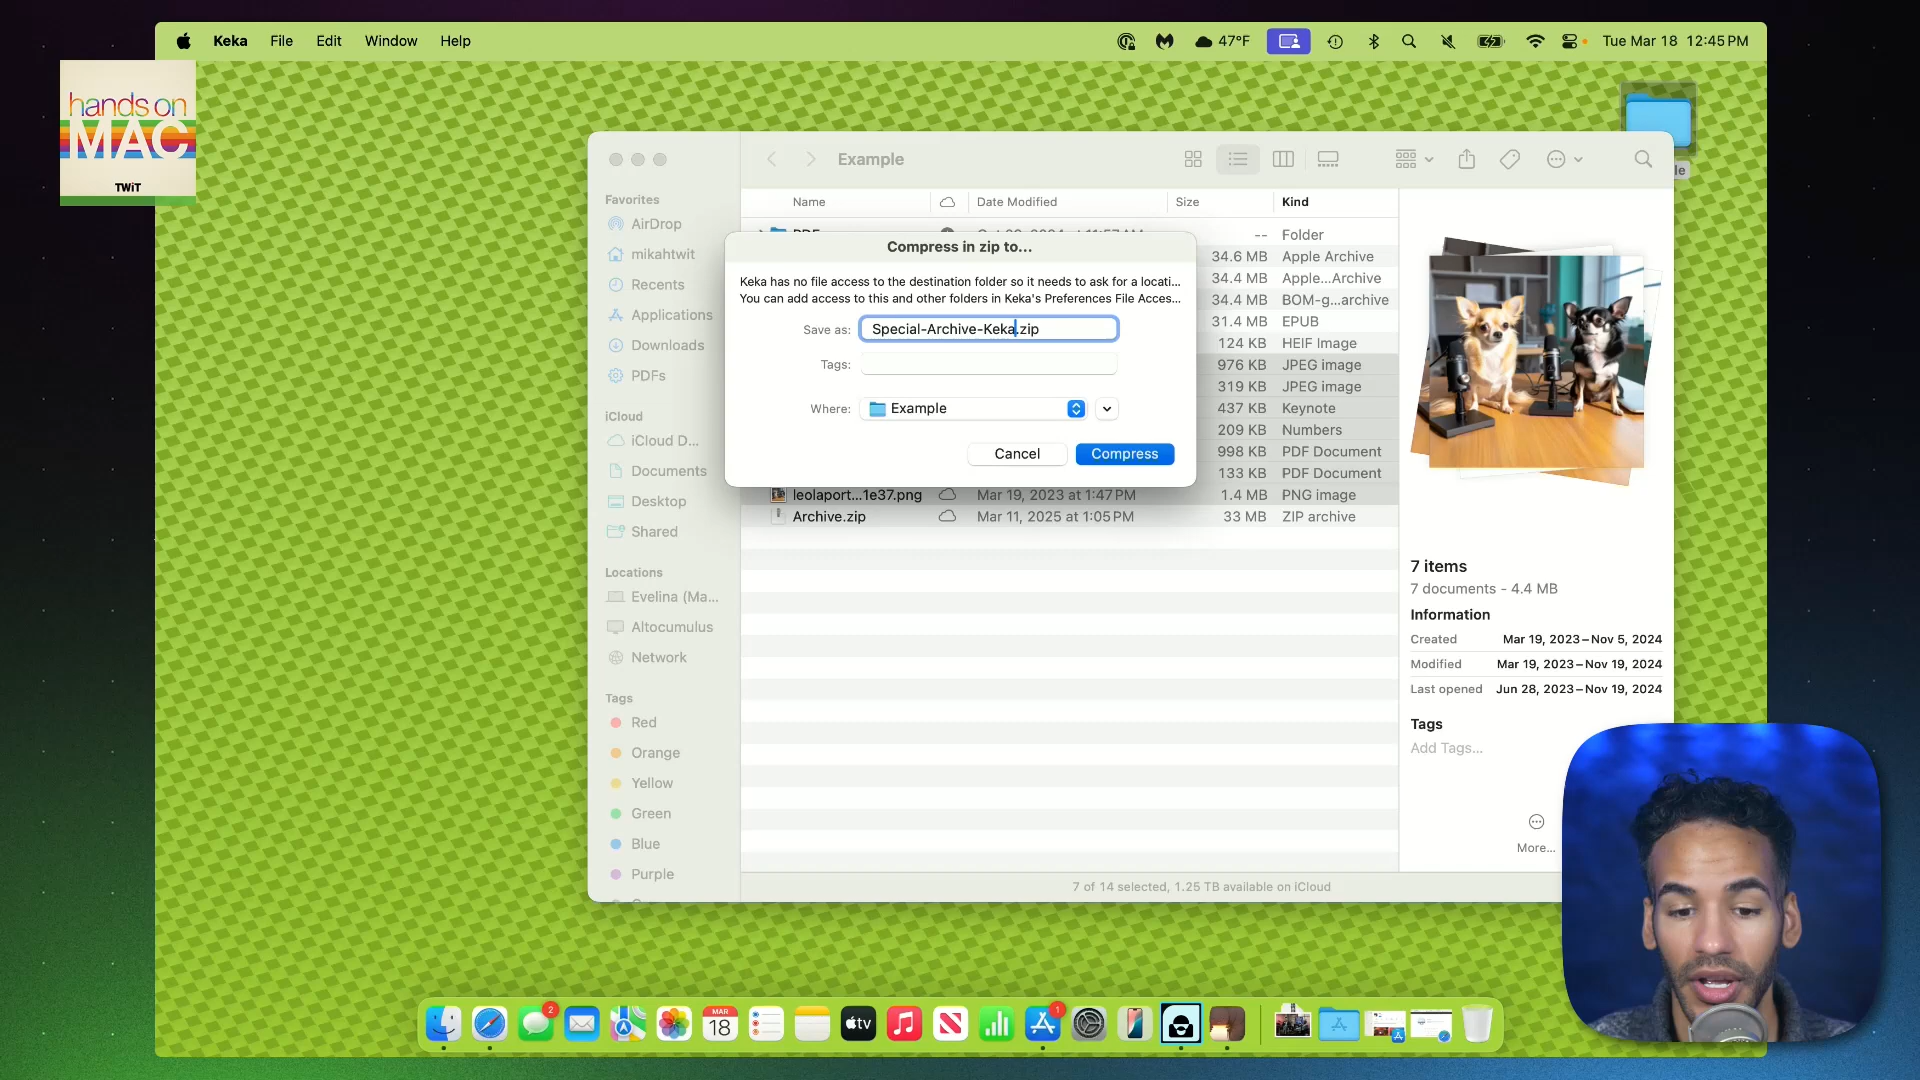 Keka File Edit Window Help
47°F
Tue Mar 18 12:45 PM
hands on
MAC
TWiT
Example
Favorites
AirDrop
mikahtwit
Recents
Applications
Downloads
PDFs
iCloud
iCloud D...
Documents
Desktop
Shared
Locations
Evelina (Ma...
Altocumulus
Network
Tags
Red
Orange
Yellow
Green
Blue
Purple
Name Date Modified Size Kind
-- Folder
34.6 MB Apple Archive
34.4 MB Apple...Archive
34.4 MB BOM-g...archive
31.4 MB EPUB
124 KB HEIF Image
976 KB JPEG image
319 KB JPEG image
437 KB Keynote
209 KB Numbers
998 KB PDF Document
133 KB PDF Document
leolaport...1e37.png Mar 19, 2023 at 1:47 PM 1.4 MB PNG image
Archive.zip Mar 11, 2025 at 1:05 PM 33 MB ZIP archive
Compress in zip to...
Keka has no file access to the destination folder so it needs to ask for a locati...
You can add access to this and other folders in Keka's Preferences File Acces...
Save as: Special-Archive-Keka.zip
Tags:
Where: Example
Cancel Compress
7 items
7 documents - 4.4 MB
Information
Created Mar 19, 2023 – Nov 5, 2024
Modified Mar 19, 2023 – Nov 19, 2024
Last opened Jun 28, 2023 – Nov 19, 2024
Tags
Add Tags...
More...
7 of 14 selected, 1.25 TB available on iCloud
2
MAR
18
tv
1